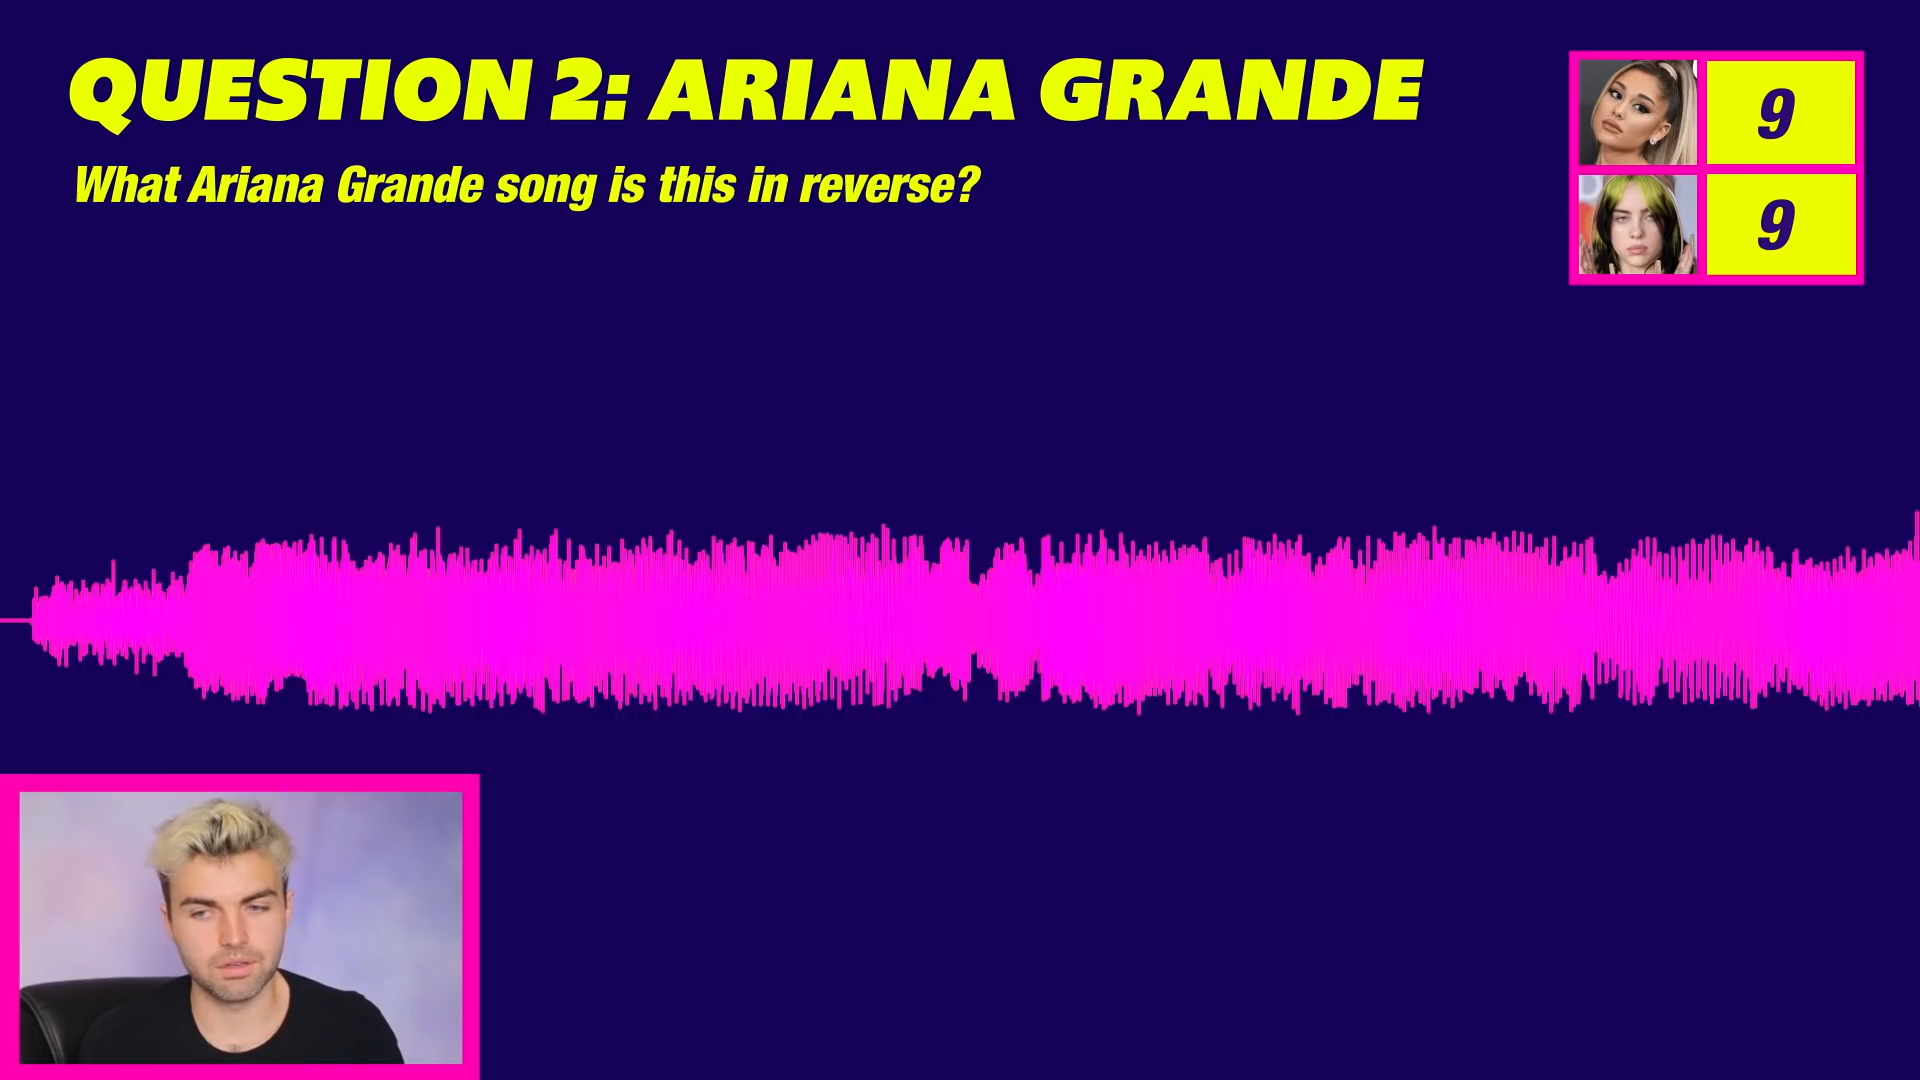 QUESTION 2: ARIANA GRANDE
What Ariana Grande song is this in reverse?
9
9